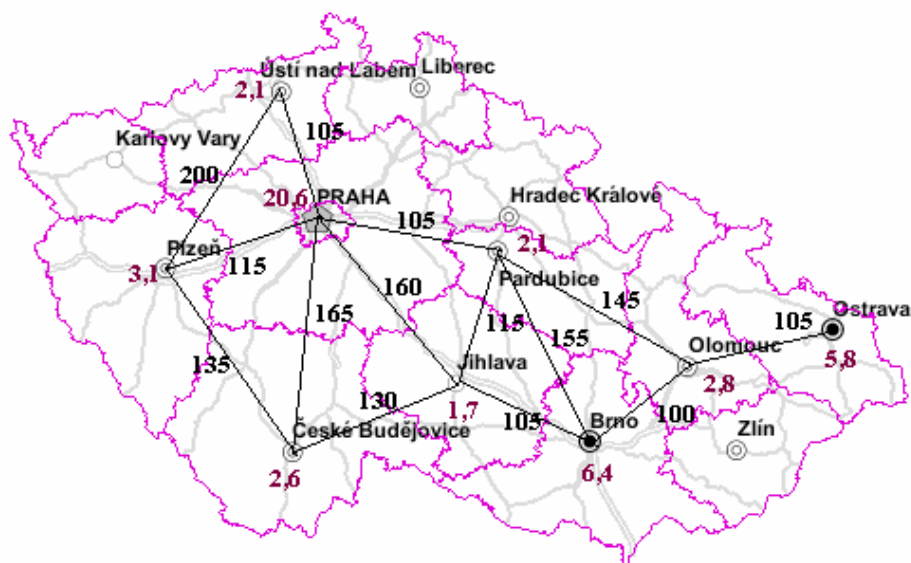 Ústí nad Labem
Liberec
2,1
105
Karlovy Vary
200
20,6
PRAHA
Hradec Králové
105
2,1
Plzeň
3,1
115
Pardubice
160
145
Ostrava
165
115
155
105
135
Jihlava
Olomouc
5,8
2,8
130
1,7
105
Brno
100
České Budějovice
Zlín
2,6
6,4